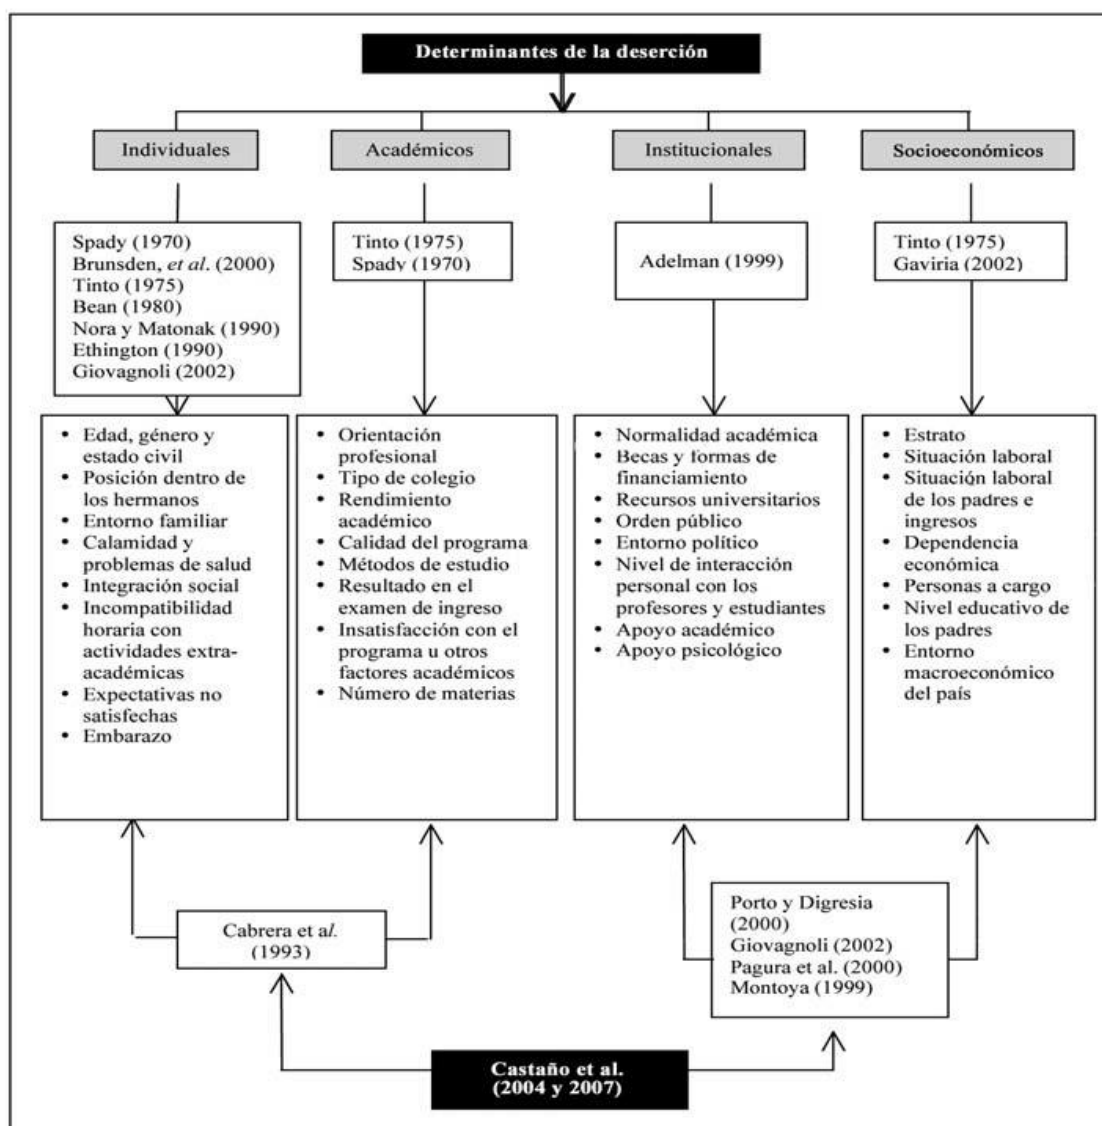 Determinantes de la deserción
Individuales
Académicos
Institucionales
Socioeconómicos
Spady (1970)
Brunsden, et al. (2000)
Tinto (1975)
Bean (1980)
Nora y Matonak (1990)
Ethington (1990)
Giovagnoli (2002)
Tinto (1975)
Spady (1970)
Adelman (1999)
Tinto (1975)
Gaviria (2002)
• Edad, género y
estado civil
• Posición dentro de
los hermanos
• Entorno familiar
• Calamidad y
problemas de salud
• Integración social
• Incompatibilidad
horaria con
actividades extra-
académicas
• Expectativas no
satisfechas
• Embarazo
• Orientación
profesional
• Tipo de colegio
• Rendimiento
académico
• Calidad del programa
• Métodos de estudio
• Resultado en el
examen de ingreso
• Insatisfacción con el
programa u otros
factores académicos
• Número de materias
• Normalidad académica
• Becas y formas de
financiamiento
• Recursos universitarios
• Orden público
• Entorno político
• Nivel de interacción
personal con los
profesores y estudiantes
• Apoyo académico
• Apoyo psicológico
• Estrato
• Situación laboral
• Situación laboral
de los padres e
ingresos
• Dependencia
económica
• Personas a cargo
• Nivel educativo de
los padres
• Entorno
macroeconómico
del país
Cabrera et al.
(1993)
Porto y Digresia
(2000)
Giovagnoli (2002)
Pagura et al. (2000)
Montoya (1999)
Castaño et al.
(2004 y 2007)